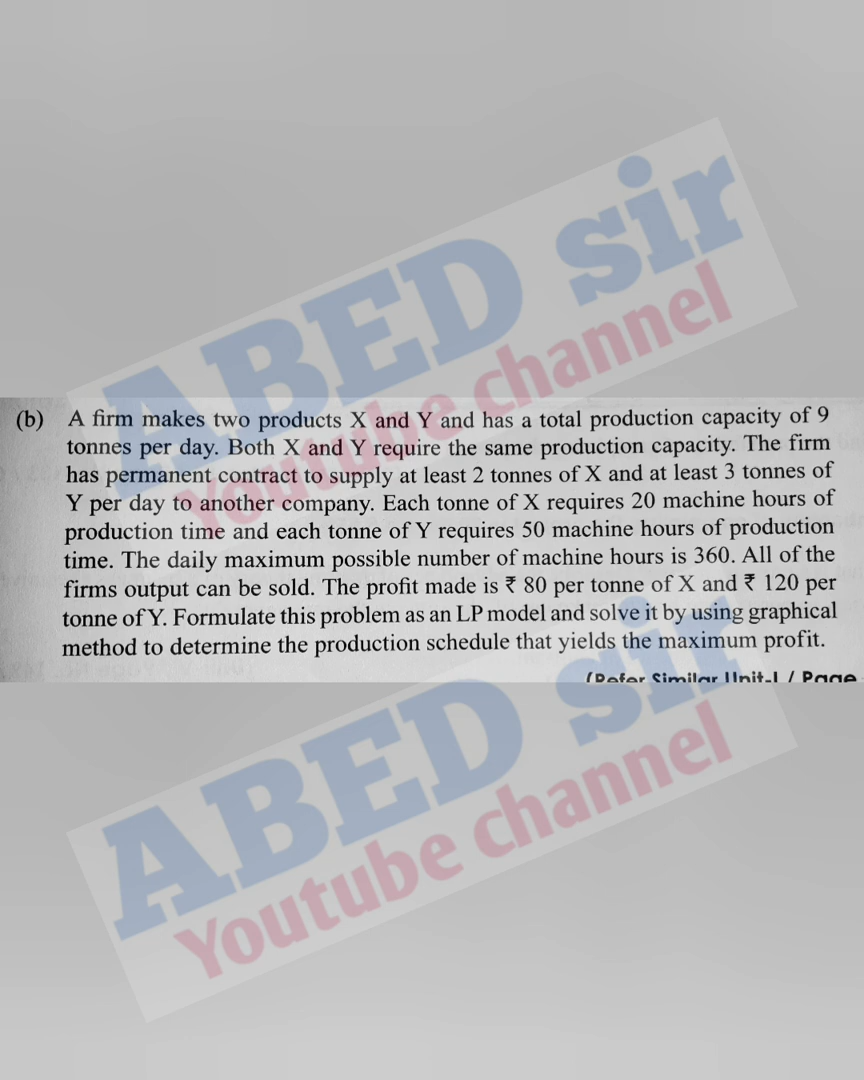 ABED sir
Youtube channel
(b) A firm makes two products X and Y and has a total production capacity of 9
tonnes per day. Both X and Y require the same production capacity. The firm
has permanent contract to supply at least 2 tonnes of X and at least 3 tonnes of
Y per day to another company. Each tonne of X requires 20 machine hours of
production time and each tonne of Y requires 50 machine hours of production
time. The daily maximum possible number of machine hours is 360. All of the
firms output can be sold. The profit made is ₹ 80 per tonne of X and ₹ 120 per
tonne of Y. Formulate this problem as an LP model and solve it by using graphical
method to determine the production schedule that yields the maximum profit.
(Refer Similar Unit-I / Page
ABED sir
Youtube channel